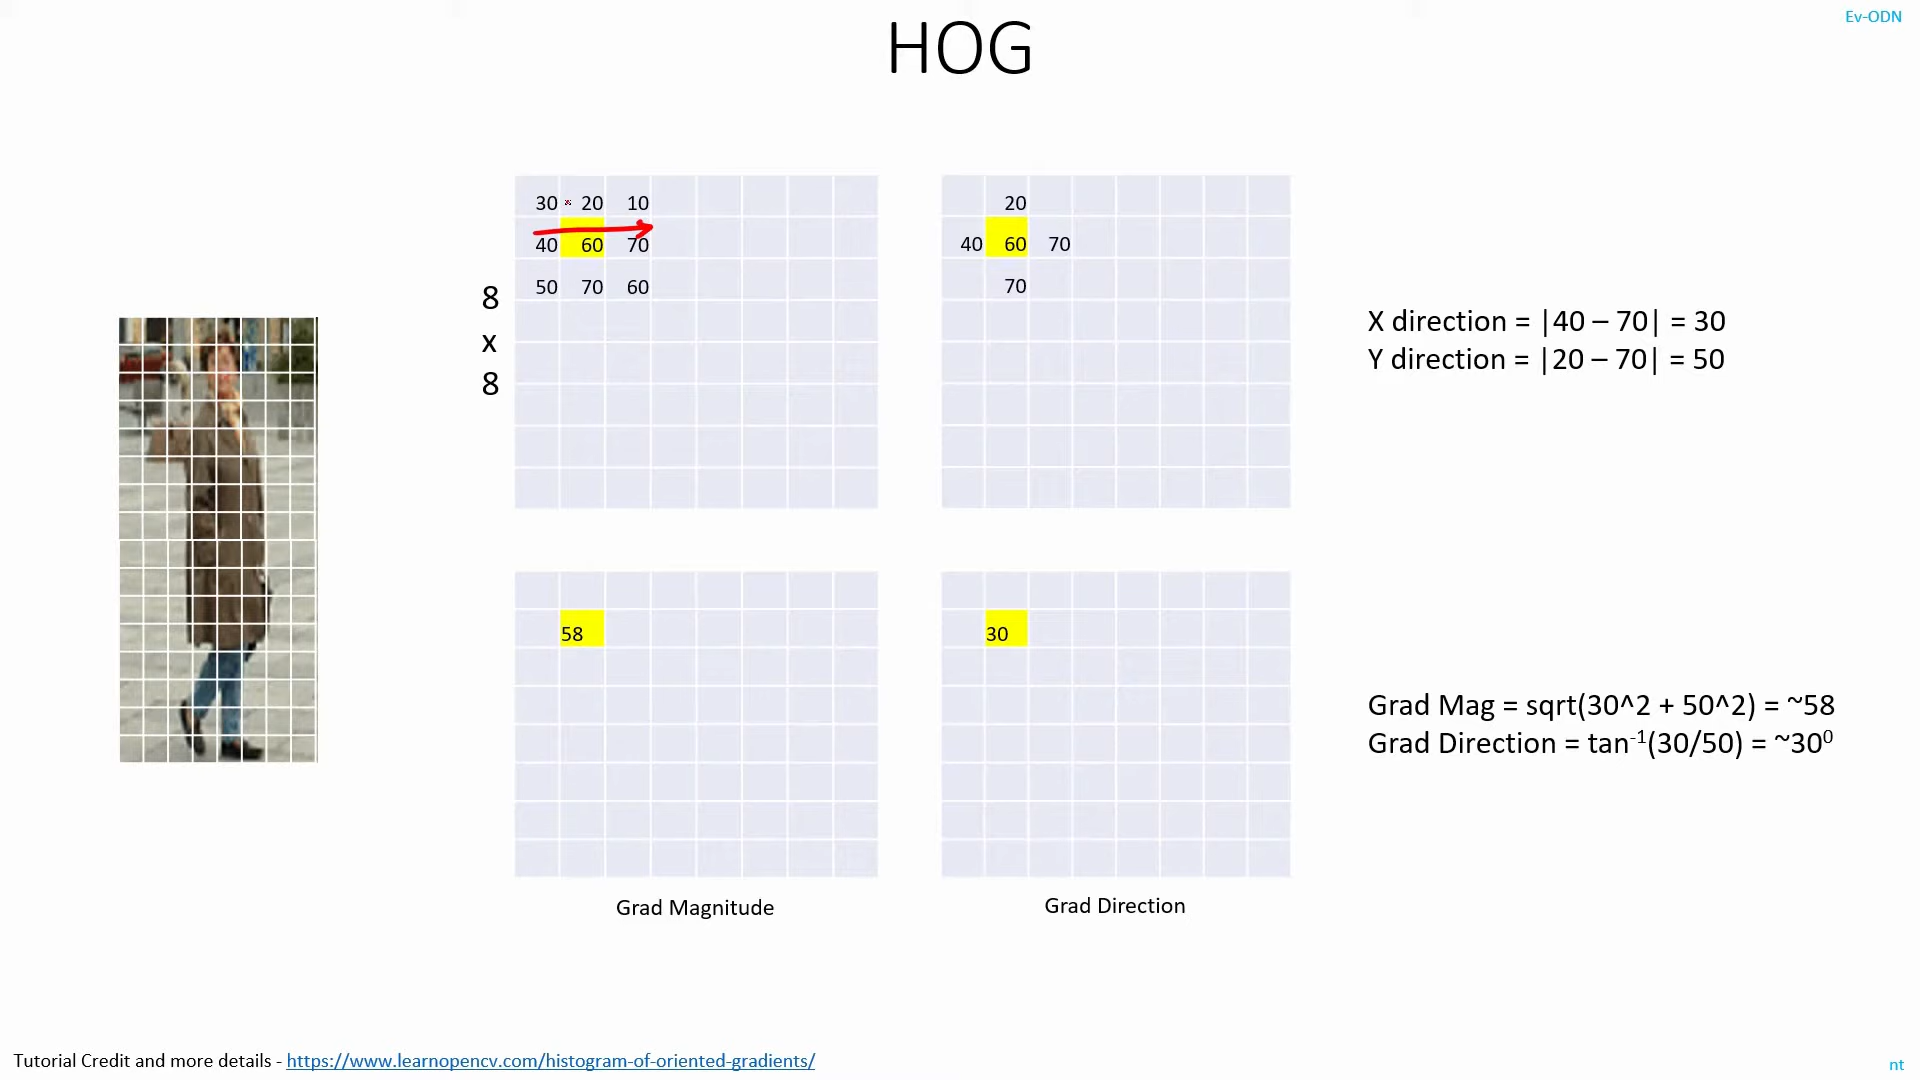 Ev-ODN
HOG
30 20 10
40 60 70
50 70 60
8
x
8
20
40 60 70
70
X direction = |40 – 70| = 30
Y direction = |20 – 70| = 50
58
30
Grad Mag = sqrt(30^2 + 50^2) = ~58
Grad Direction = tan⁻¹(30/50) = ~30⁰
Grad Magnitude
Grad Direction
Tutorial Credit and more details - https://www.learnopencv.com/histogram-of-oriented-gradients/
nt